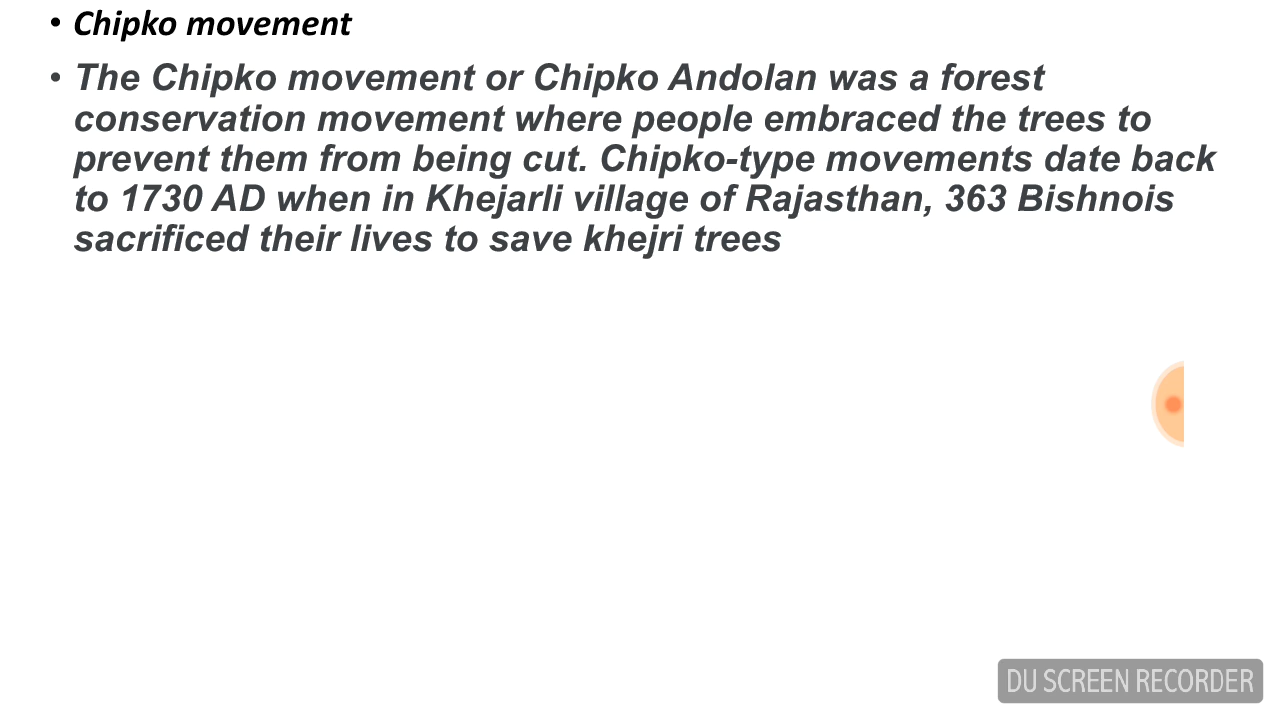 • Chipko movement
• The Chipko movement or Chipko Andolan was a forest
conservation movement where people embraced the trees to
prevent them from being cut. Chipko-type movements date back
to 1730 AD when in Khejarli village of Rajasthan, 363 Bishnois
sacrificed their lives to save khejri trees
DU SCREEN RECORDER